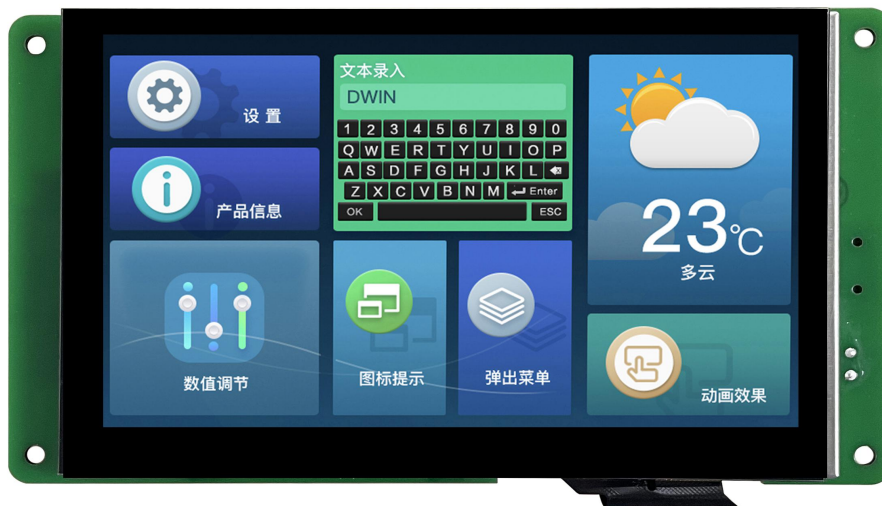 设置
产品信息
数值调节
文本录入
DWIN
1 2 3 4 5 6 7 8 9 0
Q W E R T Y U I O P
A S D F G H J K L
Z X C V B N M Enter
OK ESC
图标提示
弹出菜单
23℃
多云
动画效果